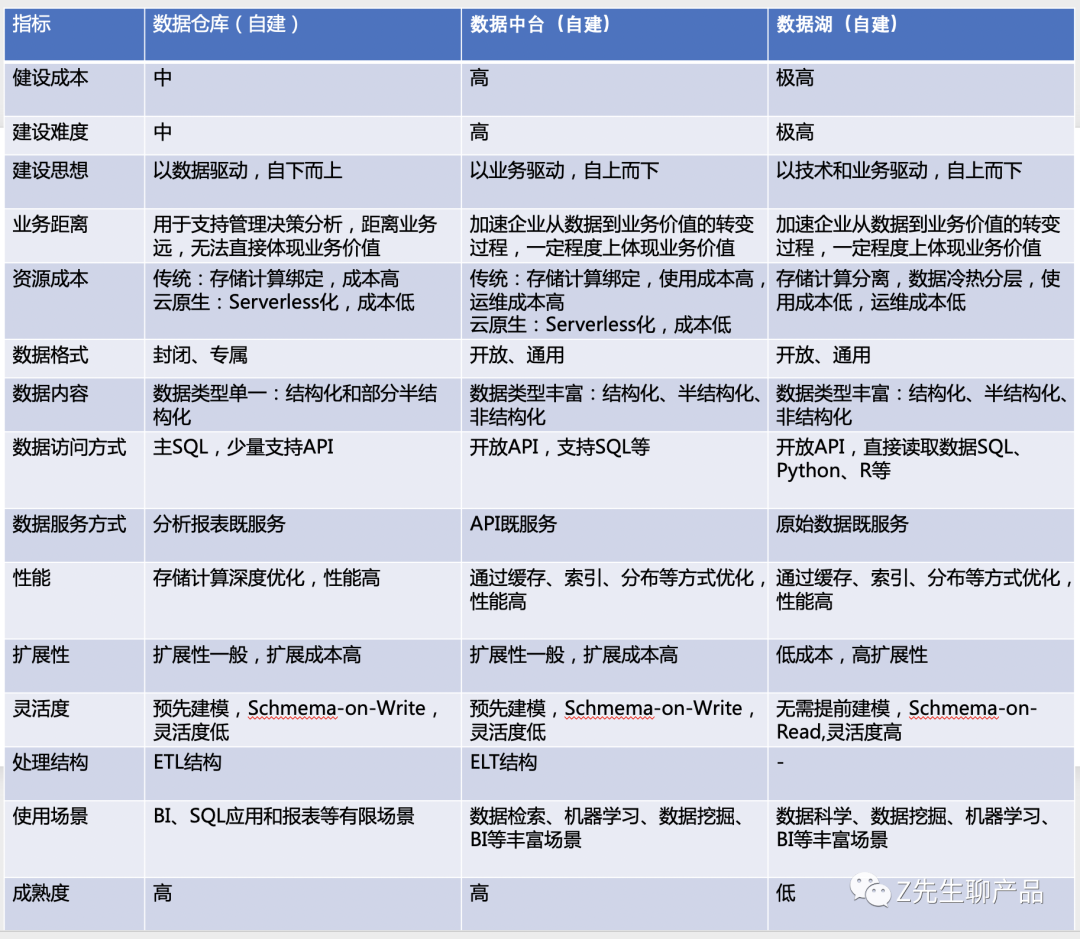 指标
数据仓库（自建）
数据中台（自建）
数据湖（自建）
健设成本
中
高
极高
建设难度
中
高
极高
建设思想
以数据驱动，自下而上
以业务驱动，自上而下
以技术和业务驱动，自上而下
业务距离
用于支持管理决策分析，距离业务
远，无法直接体现业务价值
加速企业从数据到业务价值的转变
过程，一定程度上体现业务价值
加速企业从数据到业务价值的转变
过程，一定程度上体现业务价值
资源成本
传统：存储计算绑定，成本高
云原生：Serverless化，成本低
传统：存储计算绑定，使用成本高，
运维成本高
云原生：Serverless化，成本低
存储计算分离，数据冷热分层，使
用成本低，运维成本低
数据格式
封闭、专属
开放、通用
开放、通用
数据内容
数据类型单一：结构化和部分半结
构化
数据类型丰富：结构化、半结构化、
非结构化
数据类型丰富：结构化、半结构化、
非结构化
数据访问方式
主SQL，少量支持API
开放API，支持SQL等
开放API，直接读取数据SQL、
Python、R等
数据服务方式
分析报表既服务
API既服务
原始数据既服务
性能
存储计算深度优化，性能高
通过缓存、索引、分布等方式优化，
性能高
通过缓存、索引、分布等方式优化，
性能高
扩展性
扩展性一般，扩展成本高
扩展性一般，扩展成本高
低成本，高扩展性
灵活度
预先建模，Schmema-on-Write，
灵活度低
预先建模，Schmema-on-Write，
灵活度低
无需提前建模，Schmema-on-
Read,灵活度高
处理结构
ETL结构
ELT结构
-
使用场景
BI、SQL应用和报表等有限场景
数据检索、机器学习、数据挖掘、
BI等丰富场景
数据科学、数据挖掘、机器学习、
BI等丰富场景
成熟度
高
高
低
Z先生聊产品